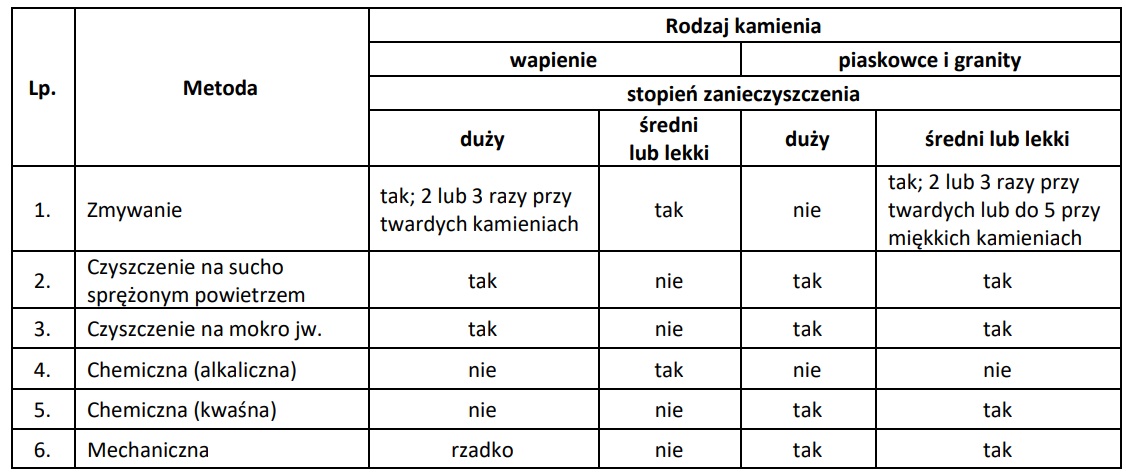 Rodzaj kamienia
Lp.
Metoda
wapienie
piaskowce i granity
stopień zanieczyszczenia
duży
średni
lub lekki
duży
średni lub lekki
1.
Zmywanie
tak; 2 lub 3 razy przy
twardych kamieniach
tak
nie
tak; 2 lub 3 razy przy
twardych lub do 5 przy
miękkich kamieniach
2.
Czyszczenie na sucho
sprężonym powietrzem
tak
nie
tak
tak
3.
Czyszczenie na mokro jw.
tak
nie
tak
tak
4.
Chemiczna (alkaliczna)
nie
tak
nie
nie
5.
Chemiczna (kwaśna)
nie
nie
tak
tak
6.
Mechaniczna
rzadko
nie
tak
tak